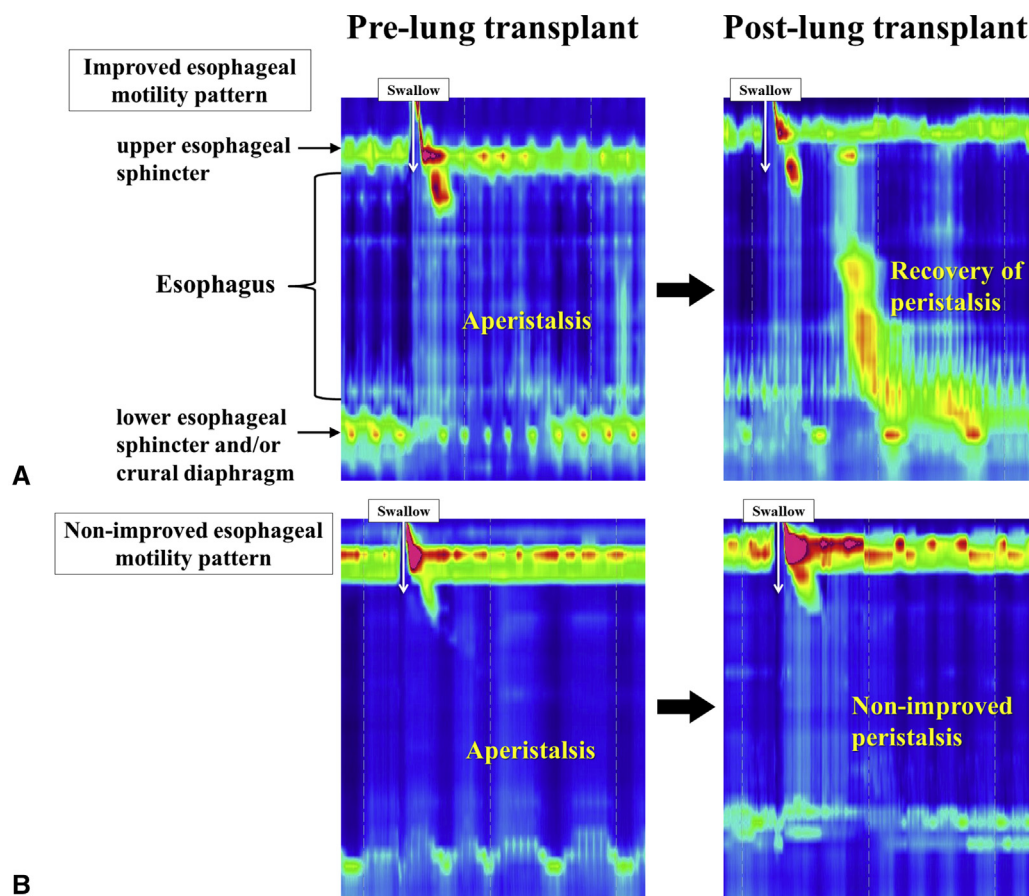 Pre-lung transplant
Post-lung transplant
Improved esophageal
motility pattern
Swallow
Swallow
upper esophageal
sphincter
Esophagus
Aperistalsis
Recovery of
peristalsis
lower esophageal
sphincter and/or
crural diaphragm
A
Non-improved esophageal
motility pattern
Swallow
Swallow
Aperistalsis
Non-improved
peristalsis
B